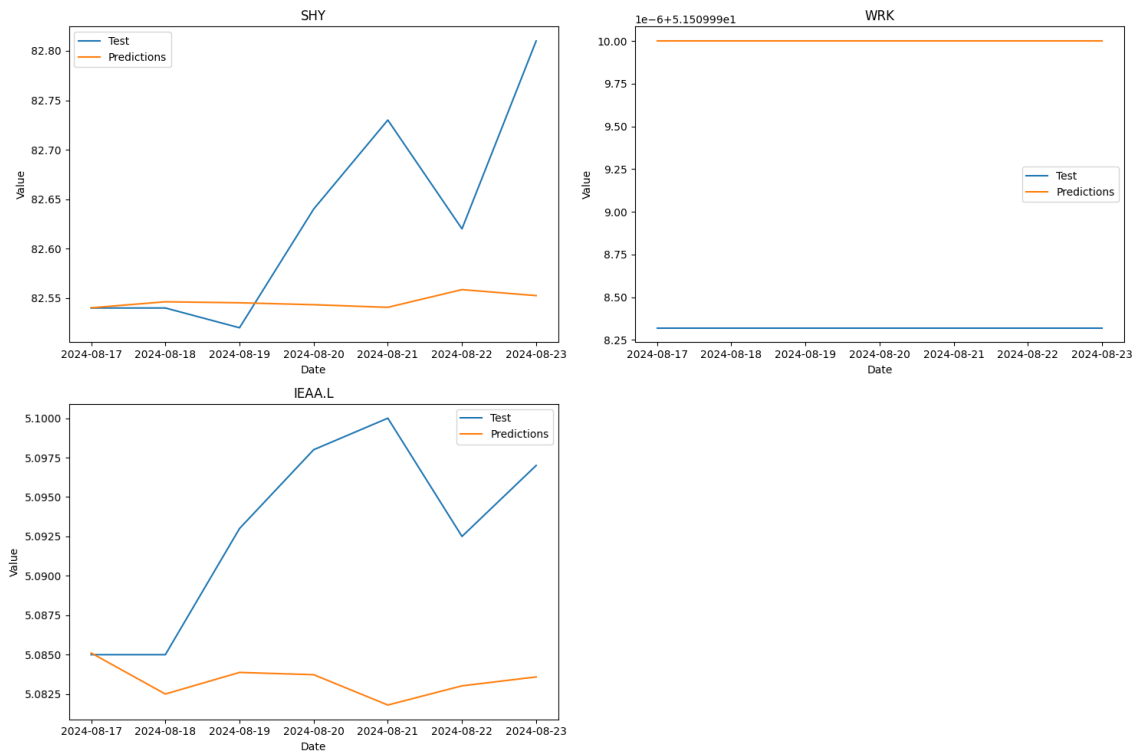 SHY
82.80
82.75
82.70
82.65
82.60
82.55
Value
Test
Predictions
2024-08-17 2024-08-18 2024-08-19 2024-08-20 2024-08-21 2024-08-22 2024-08-23
Date
WRK
1e−6+5.150999e1
10.00
9.75
9.50
9.25
9.00
8.75
8.50
8.25
Value
Test
Predictions
2024-08-17 2024-08-18 2024-08-19 2024-08-20 2024-08-21 2024-08-22 2024-08-23
Date
IEAA.L
5.1000
5.0975
5.0950
5.0925
5.0900
5.0875
5.0850
5.0825
Value
Test
Predictions
2024-08-17 2024-08-18 2024-08-19 2024-08-20 2024-08-21 2024-08-22 2024-08-23
Date